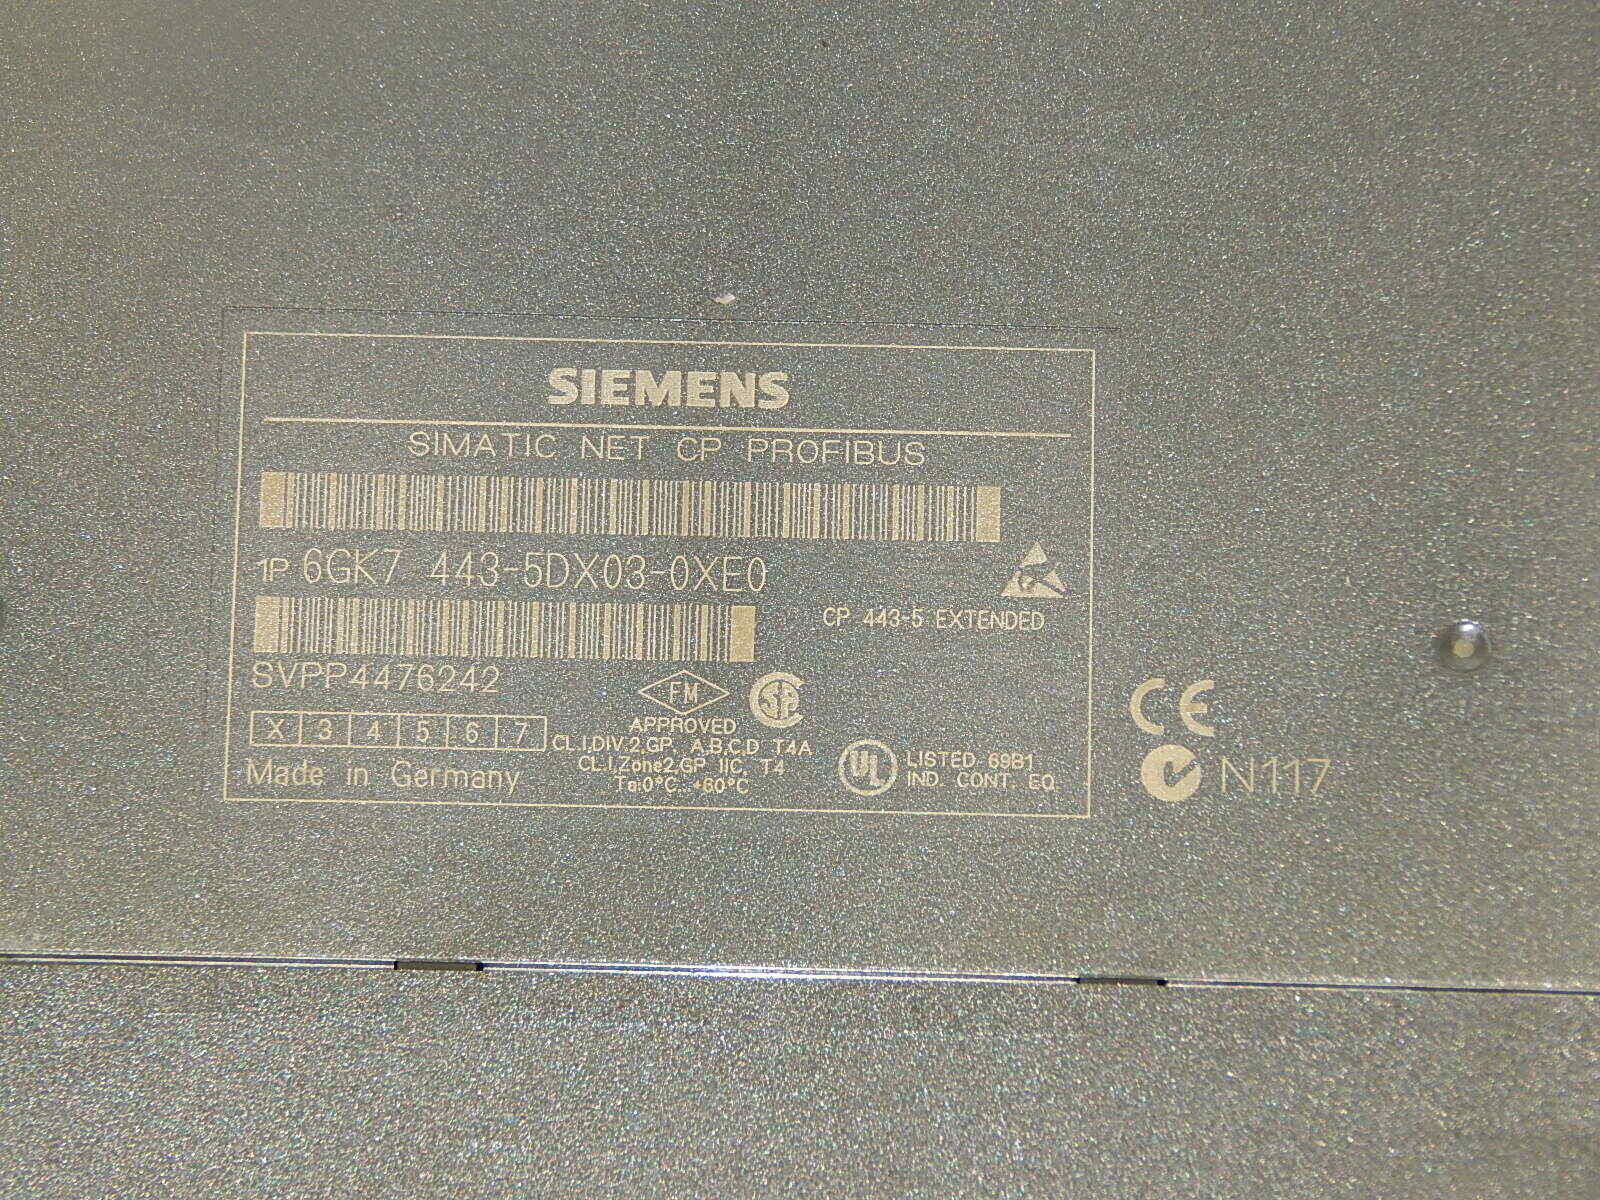 SIEMENS
SIMATIC NET CP PROFIBUS
1P 6GK7 443-5DX03-0XE0
CP 443-5 EXTENDED
SVPP4476242
FM
APPROVED
X 3 4 5 6 7
CL.I,DIV.2,GP. A,B,C,D T4A
CL.I,Zone2,GP.IIC, T4
Ta:0°C..+60°C
Made in Germany
UL
LISTED 69B1
IND. CONT. EQ.
CE
N117